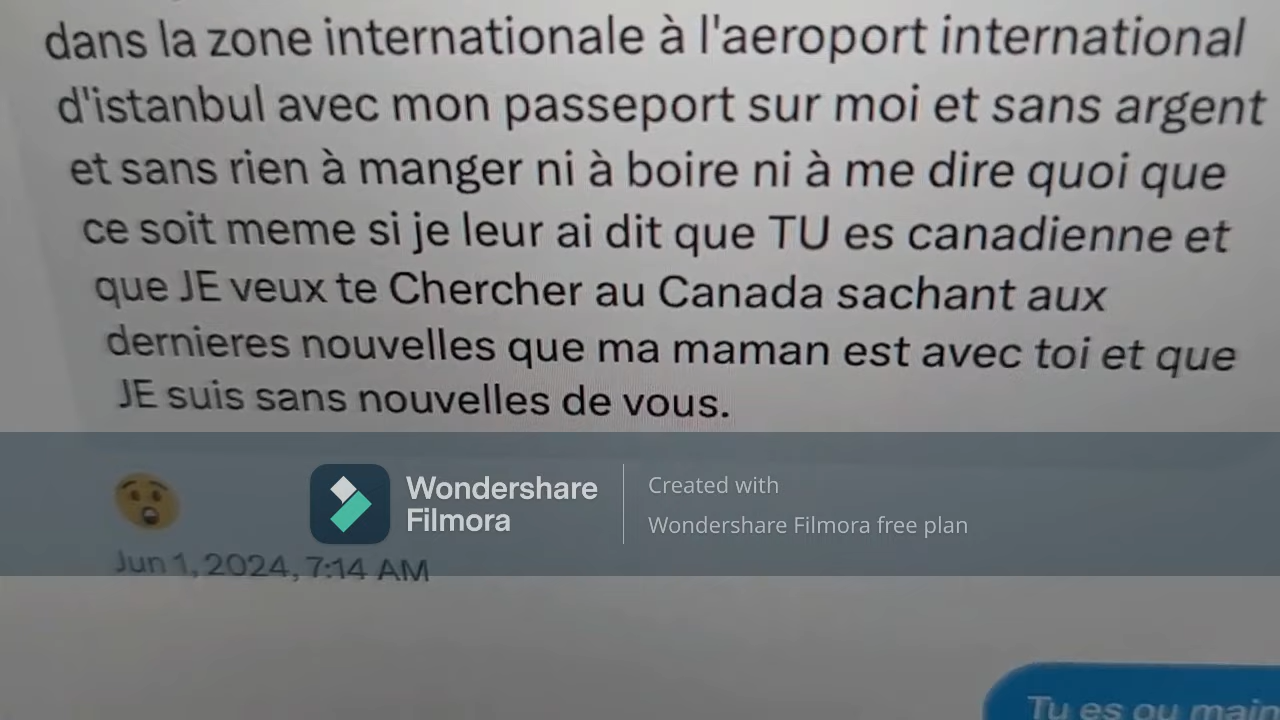 dans la zone internationale à l'aeroport international
d'istanbul avec mon passeport sur moi et sans argent
et sans rien à manger ni à boire ni à me dire quoi que
ce soit meme si je leur ai dit que TU es canadienne et
que JE veux te Chercher au Canada sachant aux
dernieres nouvelles que ma maman est avec toi et que
JE suis sans nouvelles de vous.
Wondershare
Filmora
Created with
Wondershare Filmora free plan
Jun 1, 2024, 7:14 AM
Tu es ou